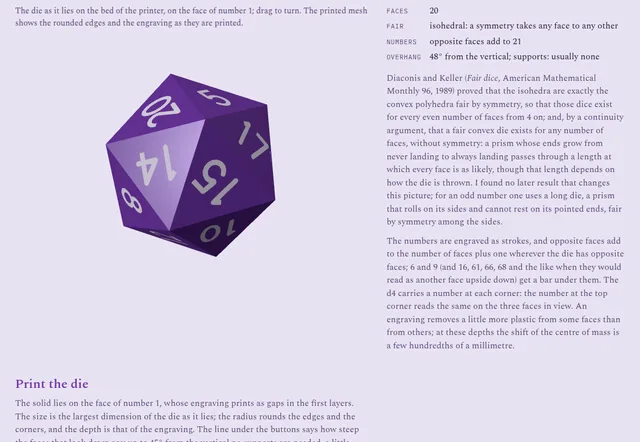 The die as it lies on the bed of the printer, on the face of number 1; drag to turn. The printed mesh
shows the rounded edges and the engraving as they are printed.
20
5
14
7
15
8
10
Print the die
The solid lies on the face of number 1, whose engraving prints as gaps in the first layers.
The size is the largest dimension of the die as it lies; the radius rounds the edges and the
corners, and the depth is that of the engraving. The line under the buttons says how steep
FACES 20
FAIR isohedral: a symmetry takes any face to any other
NUMBERS opposite faces add to 21
OVERHANG 48° from the vertical; supports: usually none
Diaconis and Keller (Fair dice, American Mathematical
Monthly 96, 1989) proved that the isohedra are exactly the
convex polyhedra fair by symmetry, so that those dice exist
for every even number of faces from 4 on; and, by a continuity
argument, that a fair convex die exists for any number of
faces, without symmetry: a prism whose ends grow from
never landing to always landing passes through a length at
which every face is as likely, though that length depends on
how the die is thrown. I found no later result that changes
this picture; for an odd number one uses a long die, a prism
that rolls on its sides and cannot rest on its pointed ends, fair
by symmetry among the sides.
The numbers are engraved as strokes, and opposite faces add
to the number of faces plus one wherever the die has opposite
faces; 6 and 9 (and 16, 61, 66, 68 and the like when they would
read as another face upside down) get a bar under them. The
d4 carries a number at each corner: the number at the top
corner reads the same on the three faces in view. An
engraving removes a little more plastic from some faces than
from others; at these depths the shift of the centre of mass is
a few hundredths of a millimetre.